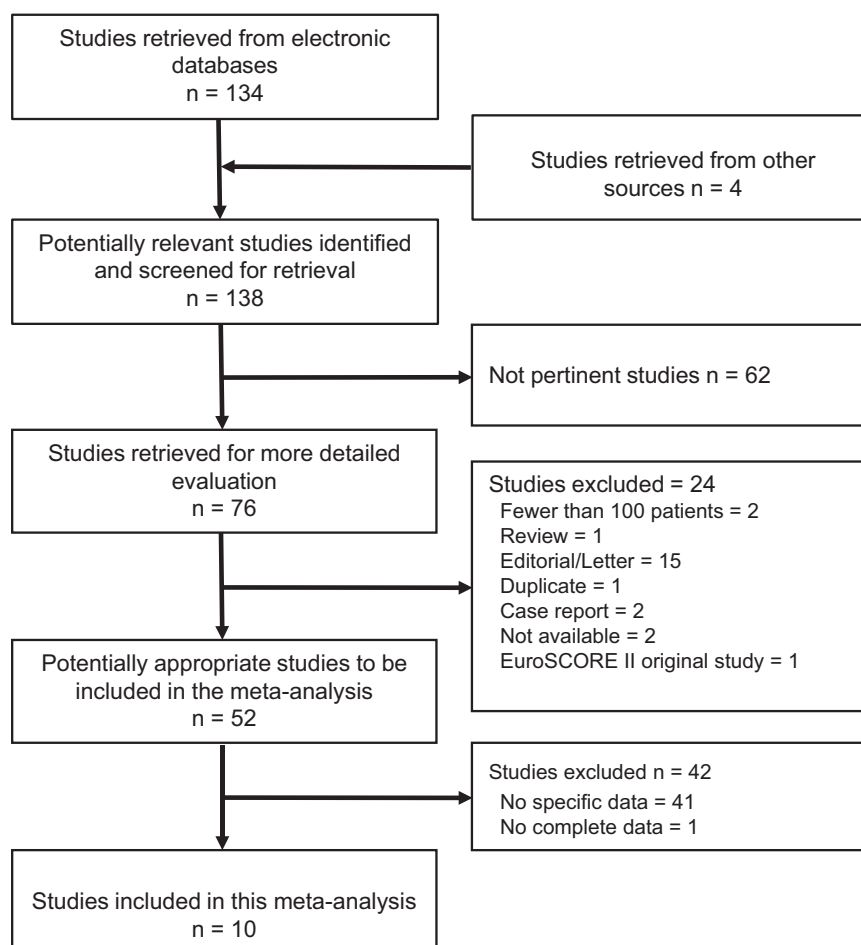 Studies retrieved from electronic
databases
n = 134
Studies retrieved from other
sources n = 4
Potentially relevant studies identified
and screened for retrieval
n = 138
Not pertinent studies n = 62
Studies retrieved for more detailed
evaluation
n = 76
Studies excluded = 24
Fewer than 100 patients = 2
Review = 1
Editorial/Letter = 15
Duplicate = 1
Case report = 2
Not available = 2
EuroSCORE II original study = 1
Potentially appropriate studies to be
included in the meta-analysis
n = 52
Studies excluded n = 42
No specific data = 41
No complete data = 1
Studies included in this meta-analysis
n = 10